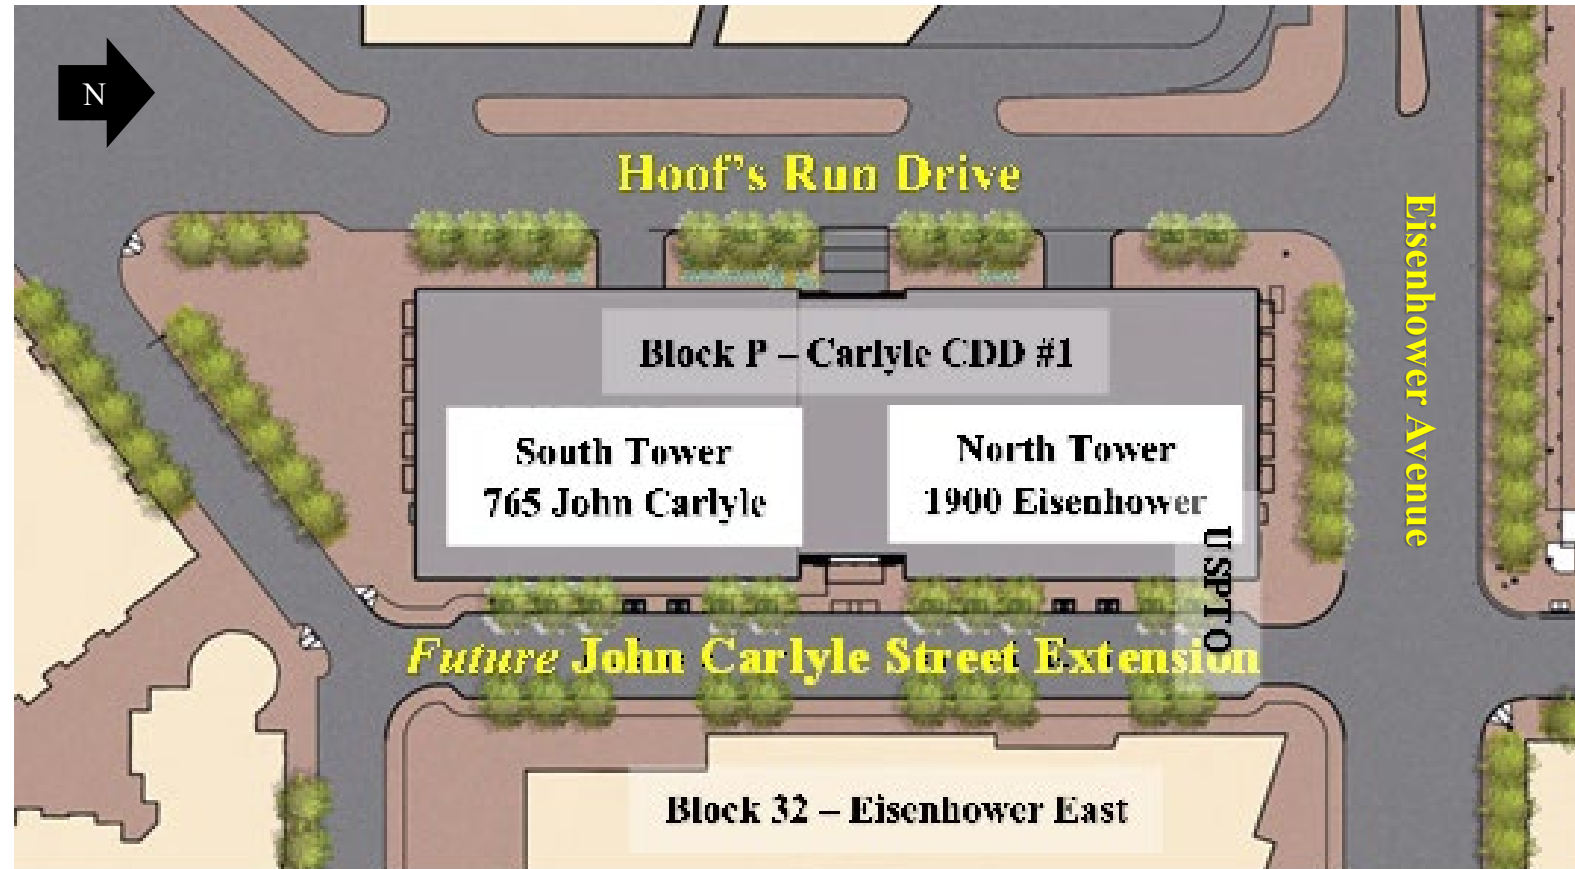 N
Hoof's Run Drive
Eisenhower Avenue
Block P – Carlyle CDD #1
South Tower
765 John Carlyle
North Tower
1900 Eisenhower
USPTO
Future John Carlyle Street Extension
Block 32 – Eisenhower East